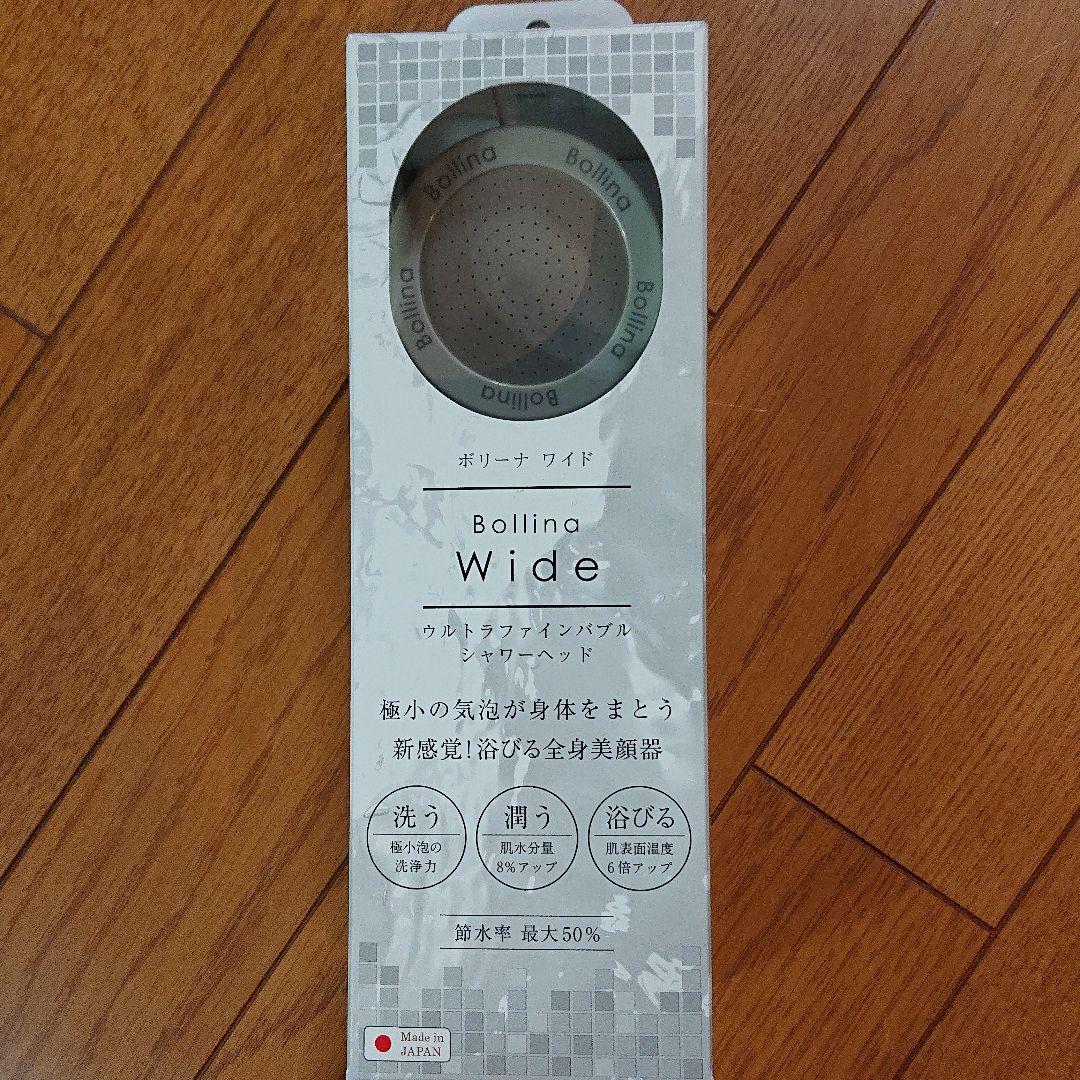 Bollina
Bollina
Bollina
Bollina
Bollina
ボリーナ ワイド
Bollina
Wide
ウルトラファインバブル
シャワーヘッド
極小の気泡が身体をまとう
新感覚!浴びる全身美顔器
洗う
極小泡の
洗浄力
潤う
肌水分量
8%アップ
浴びる
肌表面温度
6倍アップ
節水率 最大50%
Made in
JAPAN